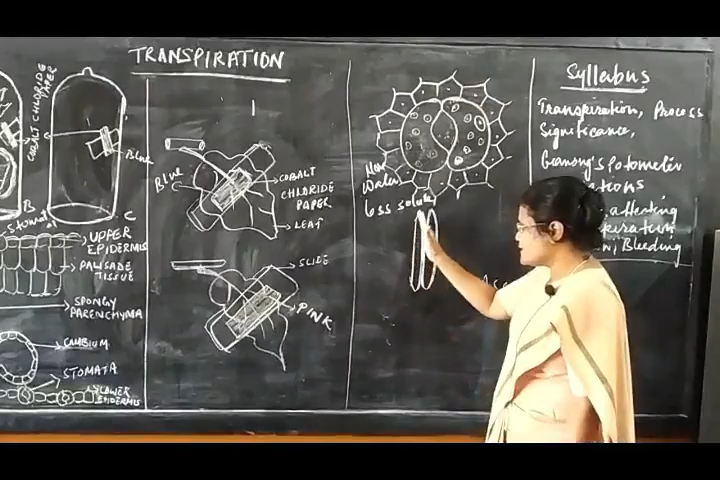 TRANSPIRATION
COBALT CHLORIDE PAPER
Blue
B
C
UPPER EPIDERMIS
PALISADE TISSUE
SPONGY PARENCHYMA
CAMBIUM
STOMATA
LOWER EPIDERMIS
Blue
COBALT CHLORIDE PAPER
LEAF
SLIDE
PINK
Water
less solute
Syllabus
Transpiration, Process
Significance,
Ganong's Potometer
Bleeding